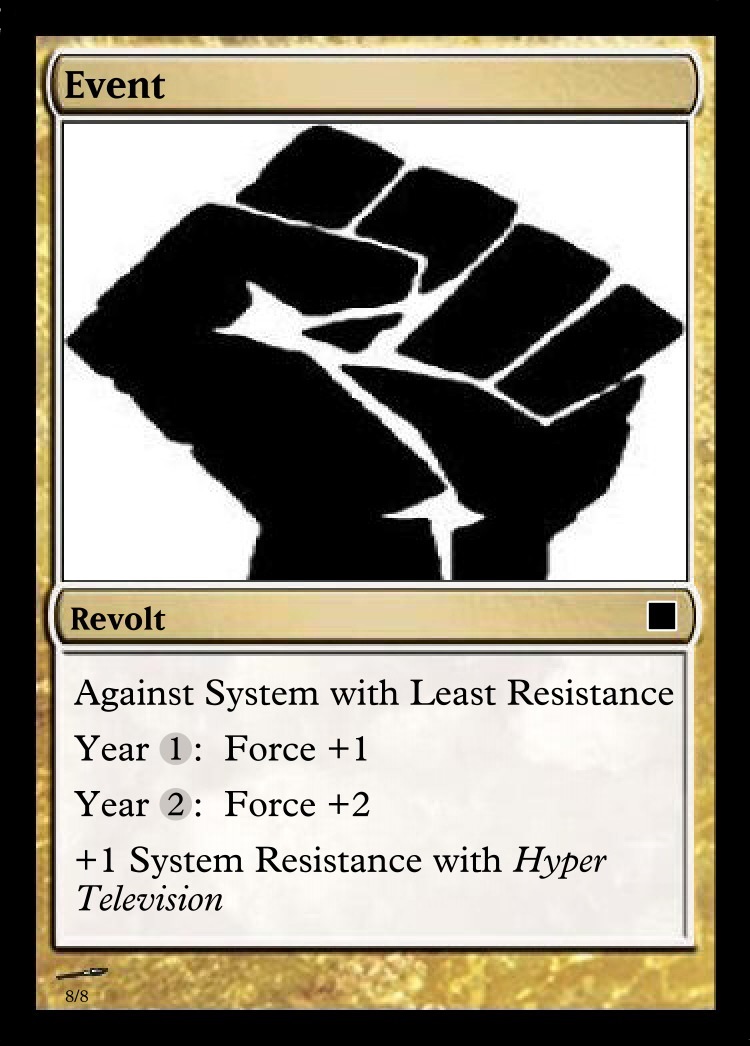 Event
Revolt
Against System with Least Resistance
Year 1: Force +1
Year 2: Force +2
+1 System Resistance with Hyper
Television
8/8